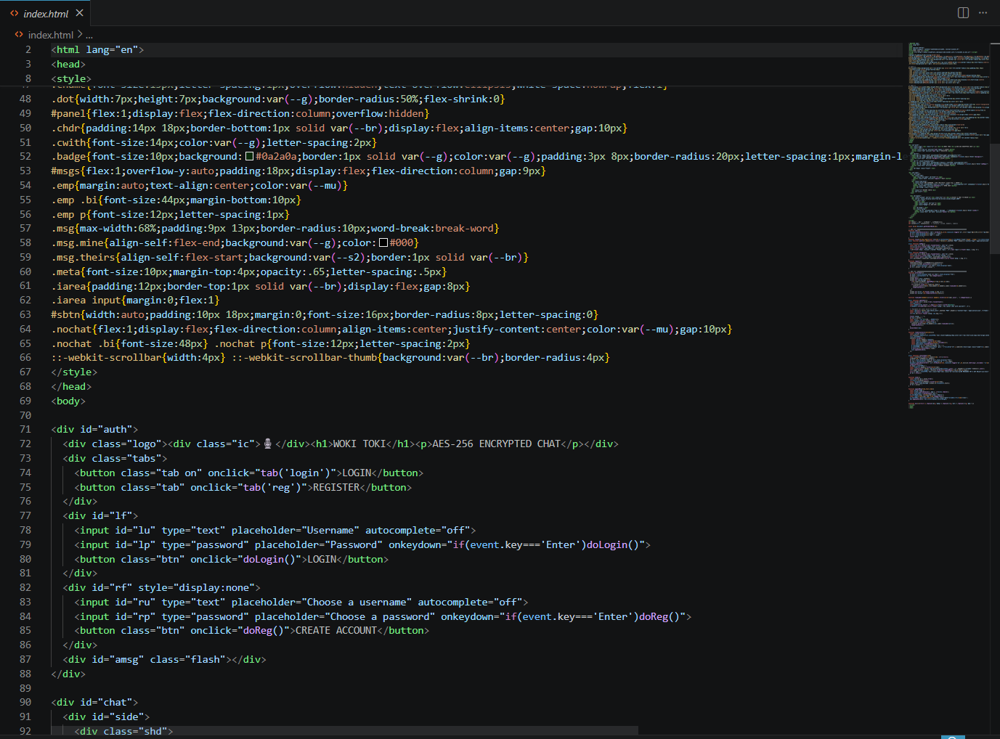 index.html
index.html > ...
2 <html lang="en">
3 <head>
8 <style>
48 .dot{width:7px;height:7px;background:var(--g);border-radius:50%;flex-shrink:0}
49 #panel{flex:1;display:flex;flex-direction:column;overflow:hidden}
50 .chdr{padding:14px 18px;border-bottom:1px solid var(--br);display:flex;align-items:center;gap:10px}
51 .cwith{font-size:14px;color:var(--g);letter-spacing:2px}
52 .badge{font-size:10px;background:#0a2a0a;border:1px solid var(--g);color:var(--g);padding:3px 8px;border-radius:20px;letter-spacing:1px;margin-l
53 #msgs{flex:1;overflow-y:auto;padding:18px;display:flex;flex-direction:column;gap:9px}
54 .emp{margin:auto;text-align:center;color:var(--mu)}
55 .emp .bi{font-size:44px;margin-bottom:10px}
56 .emp p{font-size:12px;letter-spacing:1px}
57 .msg{max-width:68%;padding:9px 13px;border-radius:10px;word-break:break-word}
58 .msg.mine{align-self:flex-end;background:var(--g);color:#000}
59 .msg.theirs{align-self:flex-start;background:var(--s2);border:1px solid var(--br)}
60 .meta{font-size:10px;margin-top:4px;opacity:.65;letter-spacing:.5px}
61 .iarea{padding:12px;border-top:1px solid var(--br);display:flex;gap:8px}
62 .iarea input{margin:0;flex:1}
63 #sbtn{width:auto;padding:10px 18px;margin:0;font-size:16px;border-radius:8px;letter-spacing:0}
64 .nochat{flex:1;display:flex;flex-direction:column;align-items:center;justify-content:center;color:var(--mu);gap:10px}
65 .nochat .bi{font-size:48px} .nochat p{font-size:12px;letter-spacing:2px}
66 ::-webkit-scrollbar{width:4px} ::-webkit-scrollbar-thumb{background:var(--br);border-radius:4px}
67 </style>
68 </head>
69 <body>
70
71 <div id="auth">
72 <div class="logo"><div class="ic">🎙️</div><h1>WOKI TOKI</h1><p>AES-256 ENCRYPTED CHAT</p></div>
73 <div class="tabs">
74 <button class="tab on" onclick="tab('login')">LOGIN</button>
75 <button class="tab" onclick="tab('reg')">REGISTER</button>
76 </div>
77 <div id="lf">
78 <input id="lu" type="text" placeholder="Username" autocomplete="off">
79 <input id="lp" type="password" placeholder="Password" onkeydown="if(event.key==='Enter')doLogin()">
80 <button class="btn" onclick="doLogin()">LOGIN</button>
81 </div>
82 <div id="rf" style="display:none">
83 <input id="ru" type="text" placeholder="Choose a username" autocomplete="off">
84 <input id="rp" type="password" placeholder="Choose a password" onkeydown="if(event.key==='Enter')doReg()">
85 <button class="btn" onclick="doReg()">CREATE ACCOUNT</button>
86 </div>
87 <div id="amsg" class="flash"></div>
88 </div>
89
90 <div id="chat">
91 <div id="side">
92 <div class="shd">